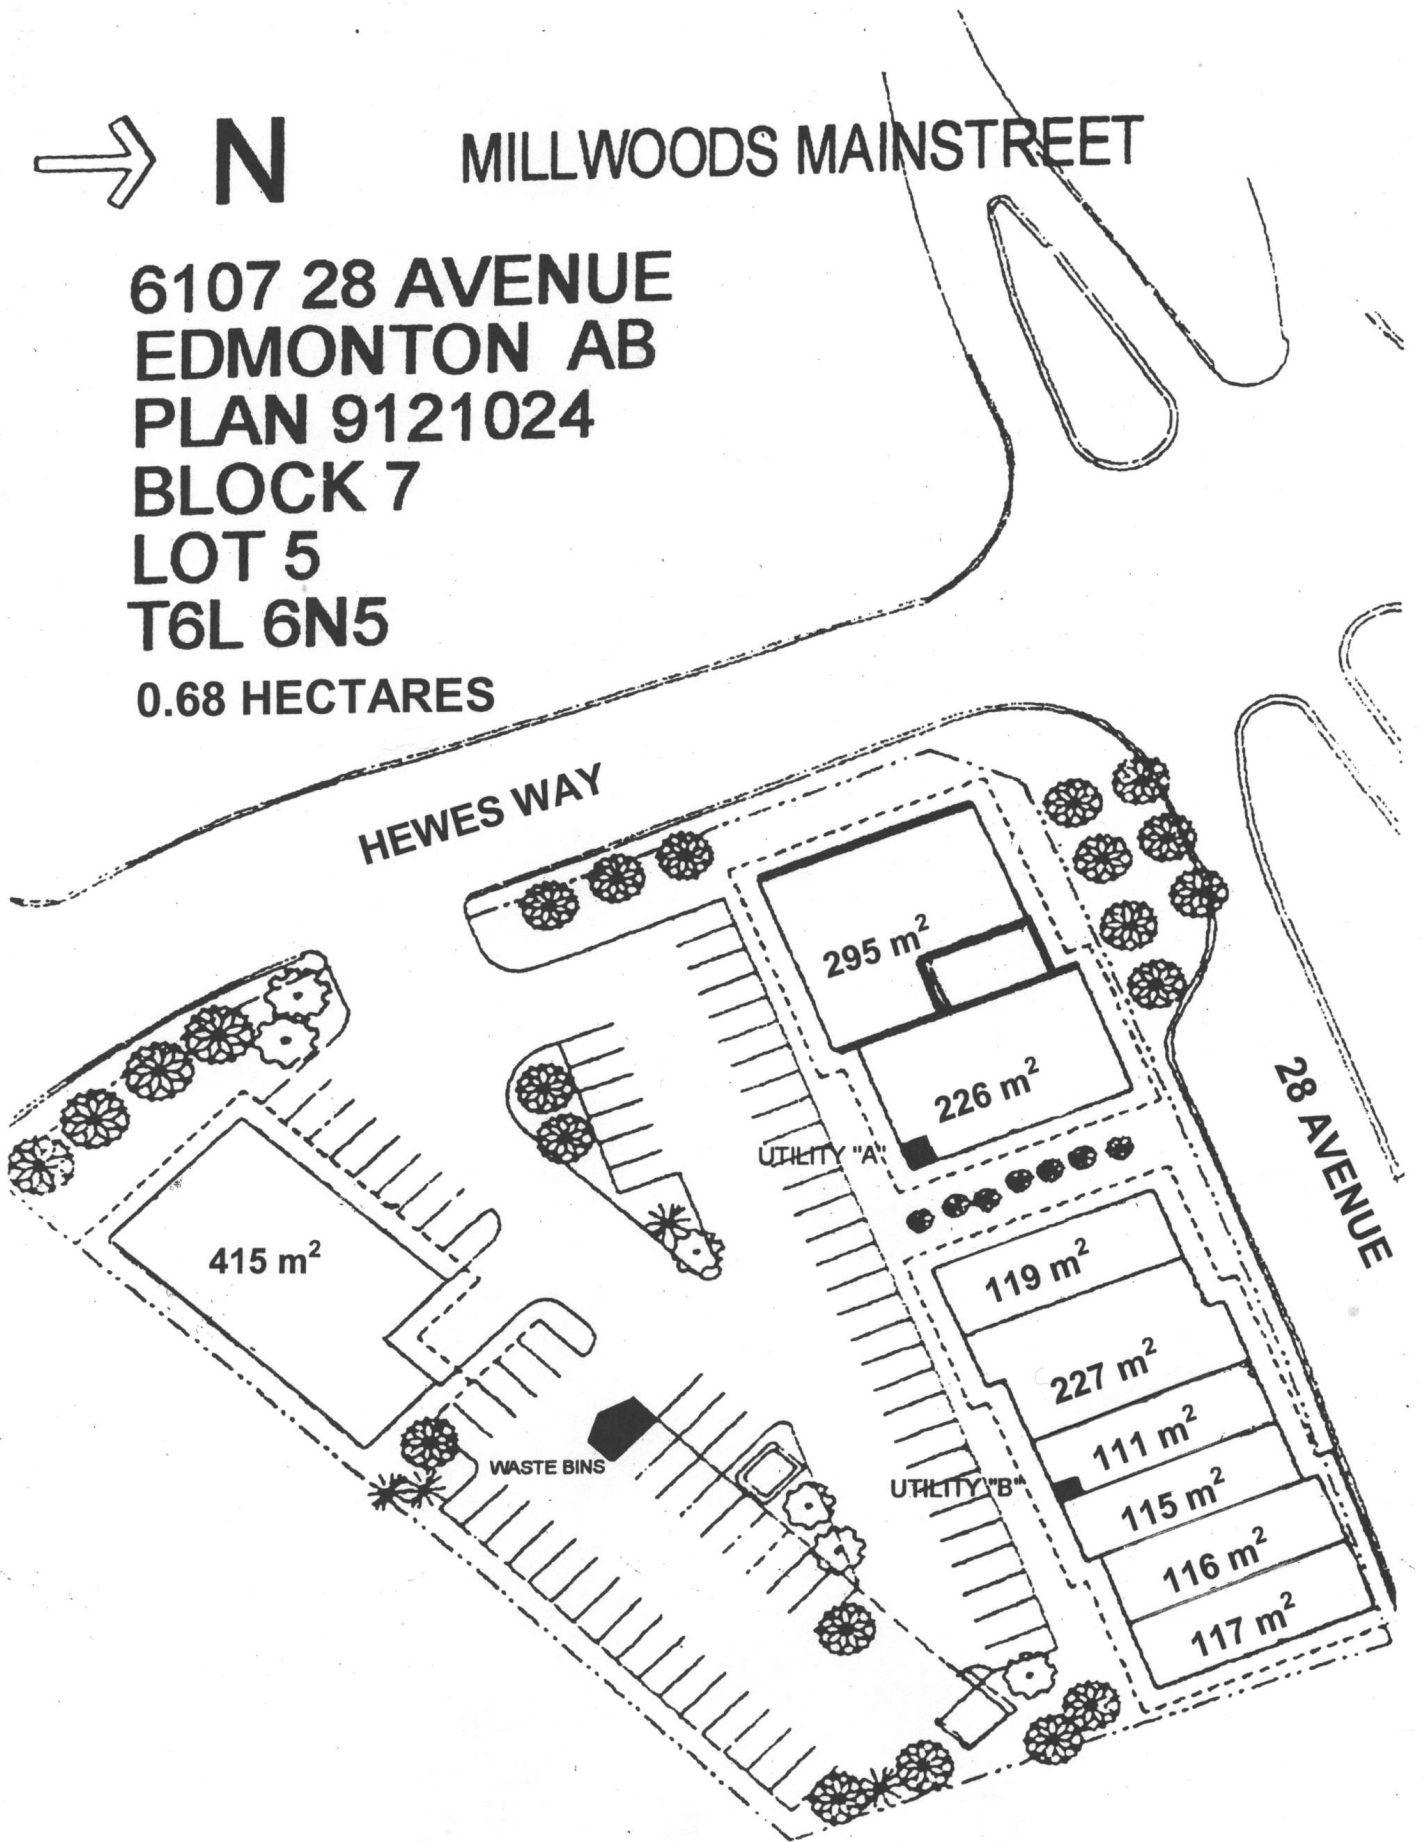 N
MILLWOODS MAINSTREET
6107 28 AVENUE
EDMONTON AB
PLAN 9121024
BLOCK 7
LOT 5
T6L 6N5
0.68 HECTARES
HEWES WAY
295 m²
226 m²
UTILITY "A"
28 AVENUE
415 m²
119 m²
227 m²
111 m²
WASTE BINS
UTILITY "B"
115 m²
116 m²
117 m²